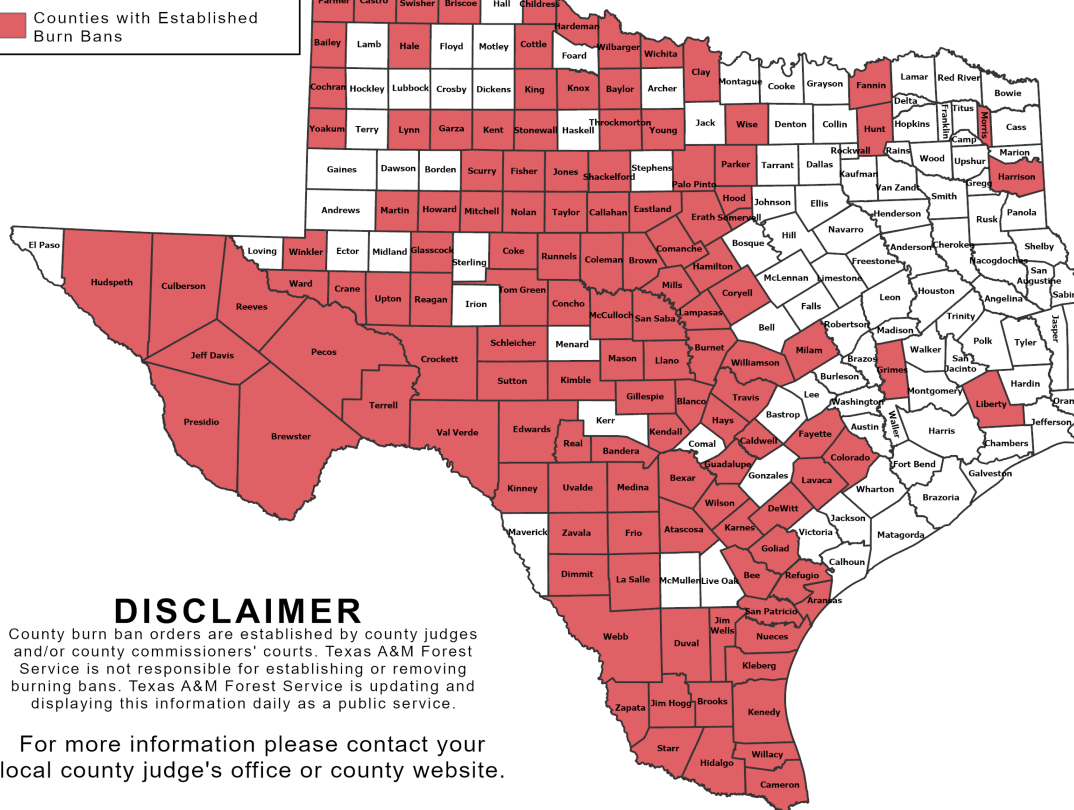 Parmer Castro Swisher Briscoe Hall Childress
Counties with Established
Burn Bans
Hardeman
Bailey Lamb Hale Floyd Motley Cottle Foard Wilbarger Wichita
Clay Montague Cooke Grayson Fannin Lamar Red River Bowie
Cochran Hockley Lubbock Crosby Dickens King Knox Baylor Archer
Delta Franklin Titus Morris Cass
Yoakum Terry Lynn Garza Kent Stonewall Haskell Throckmorton Young Jack Wise Denton Collin Hunt Hopkins
Camp
Rockwall Rains Wood Upshur Marion
Gaines Dawson Borden Scurry Fisher Jones Shackelford Stephens Palo Pinto Parker Tarrant Dallas Kaufman Van Zandt Gregg Harrison
Andrews Martin Howard Mitchell Nolan Taylor Callahan Eastland Erath Hood Somervell Johnson Ellis Henderson Smith Rusk Panola
El Paso Loving Winkler Ector Midland Glasscock Sterling Coke Runnels Coleman Brown Comanche Bosque Hill Navarro Anderson Cherokee Nacogdoches Shelby
Hudspeth Culberson Reeves Ward Crane Upton Reagan Irion Tom Green Concho Mills Hamilton McLennan Limestone Freestone Leon Houston Angelina San
Augustine Sabin
McCulloch San Saba Lampasas Coryell Falls Trinity
Jeff Davis Pecos Crockett Schleicher Menard Mason Llano Burnet Bell Williamson Milam Robertson Madison Walker Polk Tyler Jasper
San
Jacinto
Sutton Kimble Brazos Grimes
Presidio Brewster Terrell Val Verde Edwards Gillespie Blanco Travis Burleson Lee Washington Montgomery Liberty Hardin Oran
Real Kerr Kendall Hays Bastrop Fayette Austin Waller Harris Jefferson
Bandera Comal Caldwell Colorado Chambers
Kinney Uvalde Medina Bexar Guadalupe Gonzales Lavaca Wharton Fort Bend Galveston
Wilson DeWitt Brazoria
Maverick Zavala Frio Atascosa Karnes Victoria Jackson Matagorda
Goliad Calhoun
Dimmit La Salle McMullen Live Oak Bee Refugio
Aransas
San Patricio
Webb Duval Jim
Wells
Nueces
Kleberg
Zapata Jim Hogg Brooks Kenedy
Starr Hidalgo Willacy
Cameron
DISCLAIMER
County burn ban orders are established by county judges
and/or county commissioners' courts. Texas A&M Forest
Service is not responsible for establishing or removing
burning bans. Texas A&M Forest Service is updating and
displaying this information daily as a public service.
For more information please contact your
local county judge's office or county website.